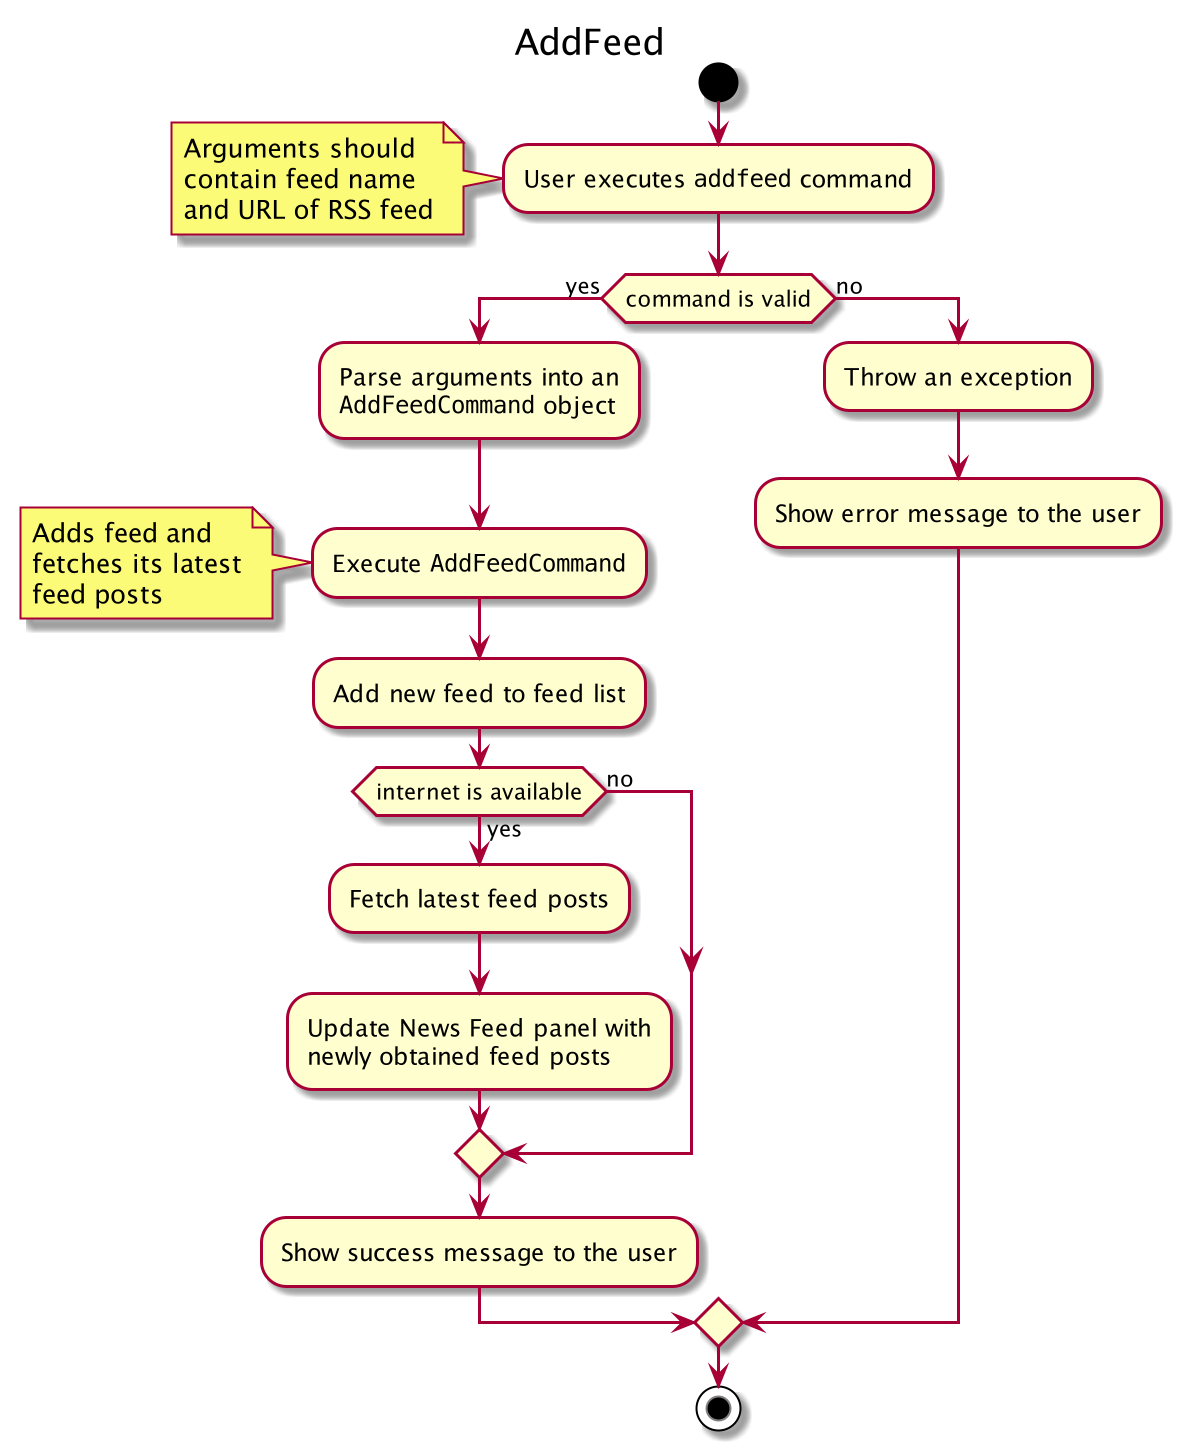 AddFeed
Arguments should
contain feed name
and URL of RSS feed
User executes addfeed command
yes
command is valid
no
Parse arguments into an
AddFeedCommand object
Throw an exception
Adds feed and
fetches its latest
feed posts
Execute AddFeedCommand
Show error message to the user
Add new feed to feed list
internet is available
no
yes
Fetch latest feed posts
Update News Feed panel with
newly obtained feed posts
Show success message to the user